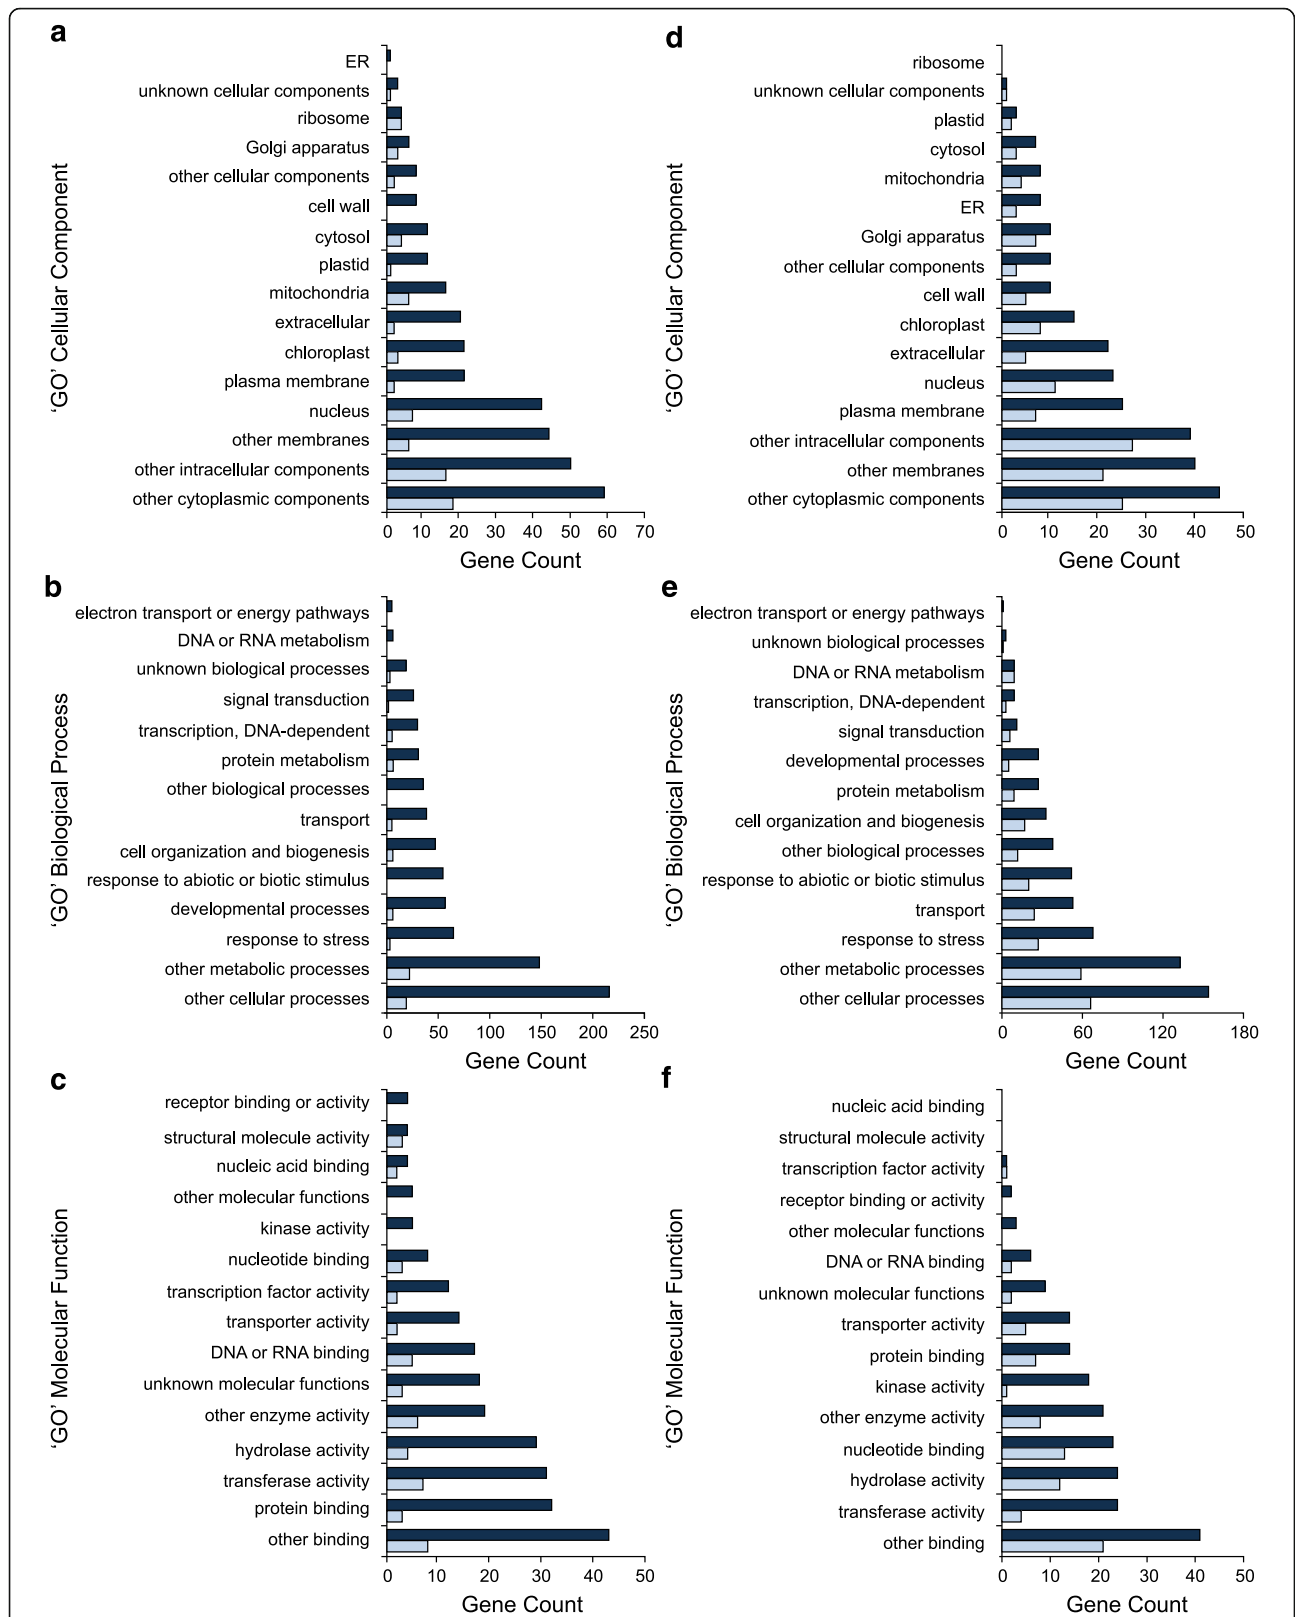 a
'GO' Cellular Component
ER
unknown cellular components
ribosome
Golgi apparatus
other cellular components
cell wall
cytosol
plastid
mitochondria
extracellular
chloroplast
plasma membrane
nucleus
other membranes
other intracellular components
other cytoplasmic components
0 10 20 30 40 50 60 70
Gene Count
d
'GO' Cellular Component
ribosome
unknown cellular components
plastid
cytosol
mitochondria
ER
Golgi apparatus
other cellular components
cell wall
chloroplast
extracellular
nucleus
plasma membrane
other intracellular components
other membranes
other cytoplasmic components
0 10 20 30 40 50
Gene Count
b
'GO' Biological Process
electron transport or energy pathways
DNA or RNA metabolism
unknown biological processes
signal transduction
transcription, DNA-dependent
protein metabolism
other biological processes
transport
cell organization and biogenesis
response to abiotic or biotic stimulus
developmental processes
response to stress
other metabolic processes
other cellular processes
0 50 100 150 200 250
Gene Count
e
'GO' Biological Process
electron transport or energy pathways
unknown biological processes
DNA or RNA metabolism
transcription, DNA-dependent
signal transduction
developmental processes
protein metabolism
cell organization and biogenesis
other biological processes
response to abiotic or biotic stimulus
transport
response to stress
other metabolic processes
other cellular processes
0 60 120 180
Gene Count
c
'GO' Molecular Function
receptor binding or activity
structural molecule activity
nucleic acid binding
other molecular functions
kinase activity
nucleotide binding
transcription factor activity
transporter activity
DNA or RNA binding
unknown molecular functions
other enzyme activity
hydrolase activity
transferase activity
protein binding
other binding
0 10 20 30 40 50
Gene Count
f
'GO' Molecular Function
nucleic acid binding
structural molecule activity
transcription factor activity
receptor binding or activity
other molecular functions
DNA or RNA binding
unknown molecular functions
transporter activity
protein binding
kinase activity
other enzyme activity
nucleotide binding
hydrolase activity
transferase activity
other binding
0 10 20 30 40 50
Gene Count